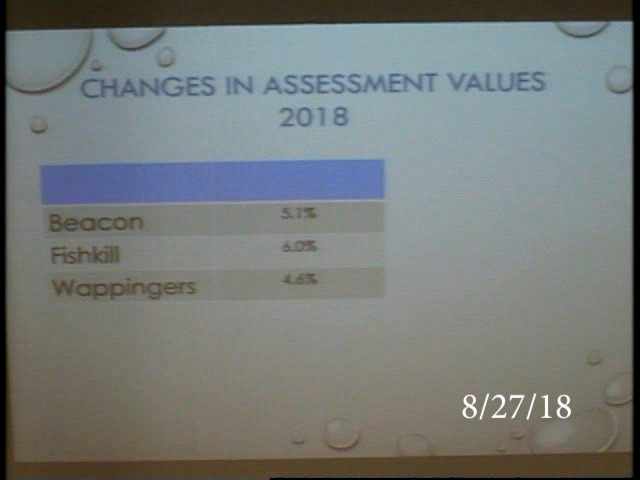 CHANGES IN ASSESSMENT VALUES
2018
Beacon 5.1%
Fishkill 6.0%
Wappingers 4.6%
8/27/18